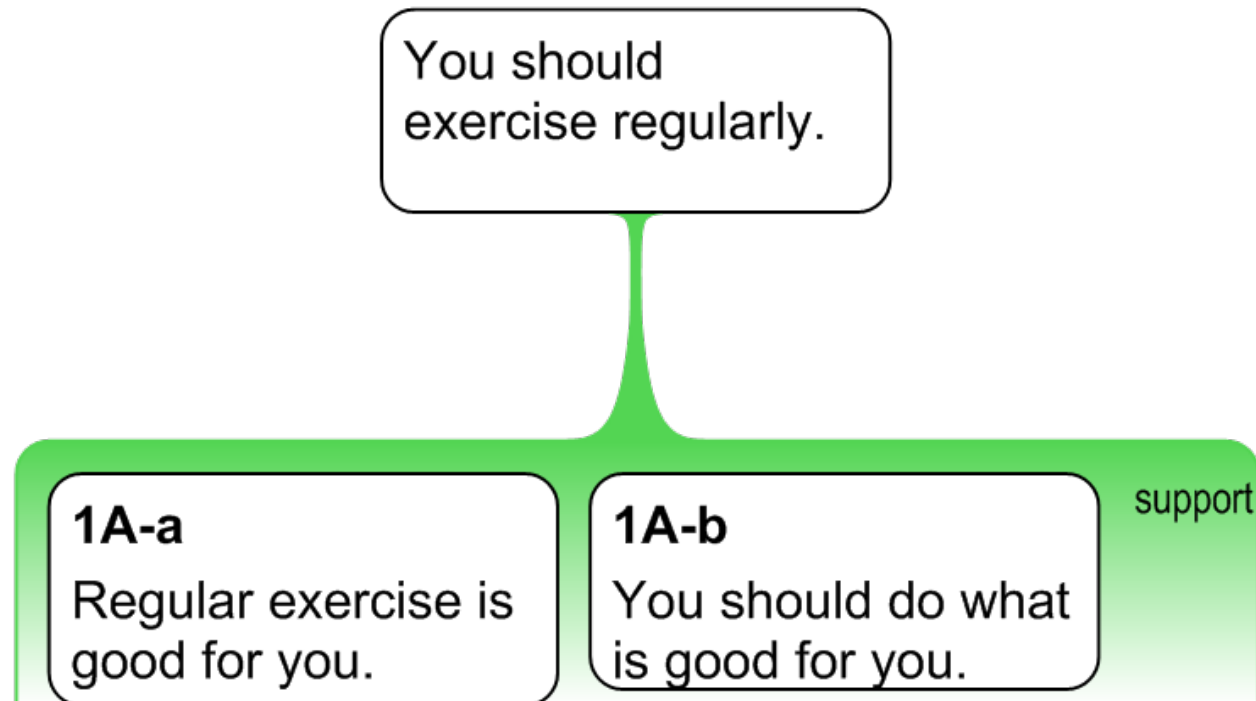 You should
exercise regularly.
support
1A-a
Regular exercise is
good for you.
1A-b
You should do what
is good for you.